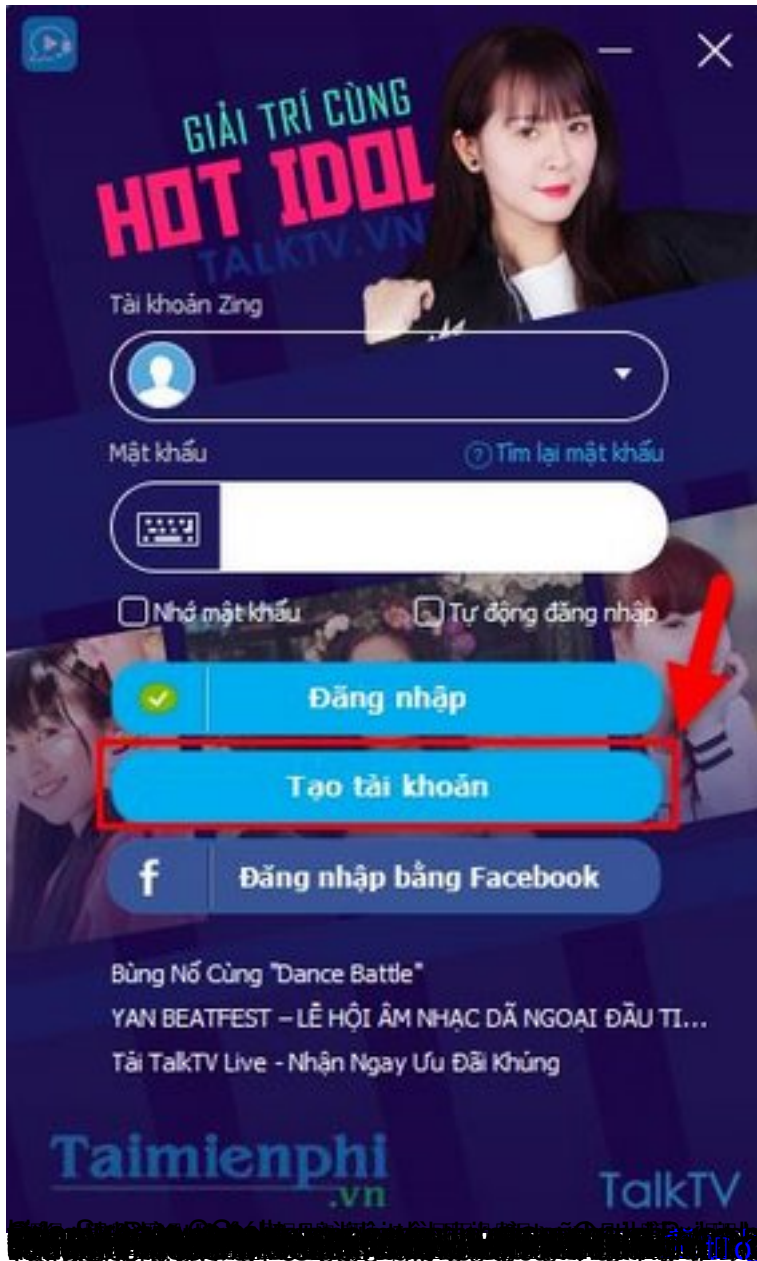 GIẢI TRÍ CÙNG
HOT IDOL
TALKTV.VN
Tài khoản Zing
Mật khẩu
? Tìm lại mật khẩu
Nhớ mật khẩu
Tự động đăng nhập
Đăng nhập
Tạo tài khoản
f Đăng nhập bằng Facebook
Bùng Nổ Cùng "Dance Battle"
YAN BEATFEST – LỄ HỘI ÂM NHẠC DÃ NGOẠI ĐẦU TI...
Tải TalkTV Live - Nhận Ngay Ưu Đãi Khủng
Taimienphi
.vn
TalkTV